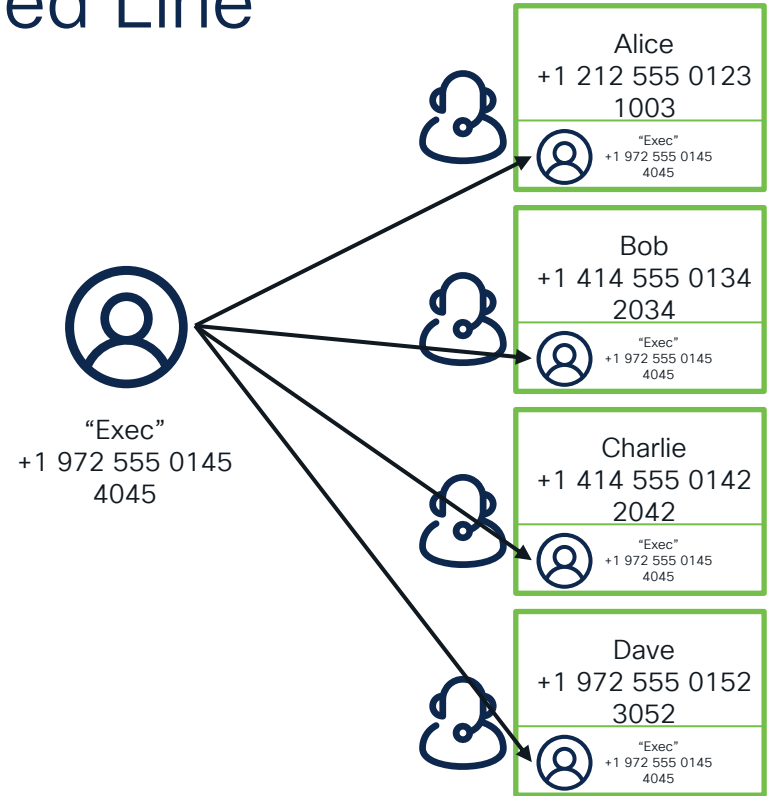 ed Line
Alice
+1 212 555 0123
1003
“Exec”
+1 972 555 0145
4045
Bob
+1 414 555 0134
2034
“Exec”
+1 972 555 0145
4045
“Exec”
+1 972 555 0145
4045
Charlie
+1 414 555 0142
2042
“Exec”
+1 972 555 0145
4045
Dave
+1 972 555 0152
3052
“Exec”
+1 972 555 0145
4045